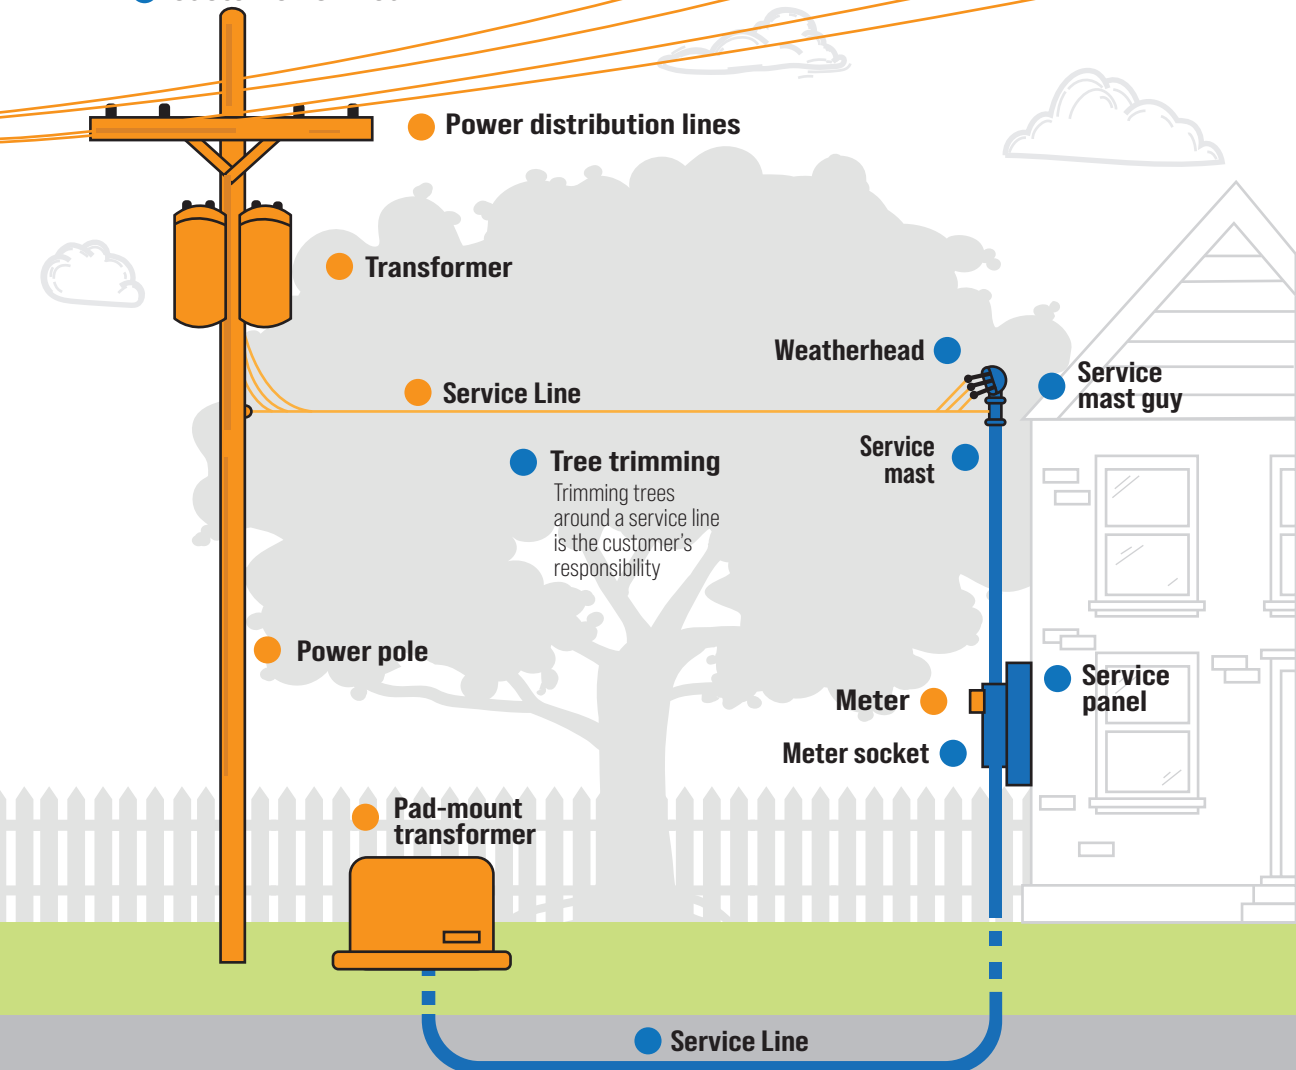 Power distribution lines
Transformer
Weatherhead
Service
mast guy
Service Line
Service
mast
Tree trimming
Trimming trees
around a service line
is the customer's
responsibility
Power pole
Service
panel
Meter
Meter socket
Pad-mount
transformer
Service Line